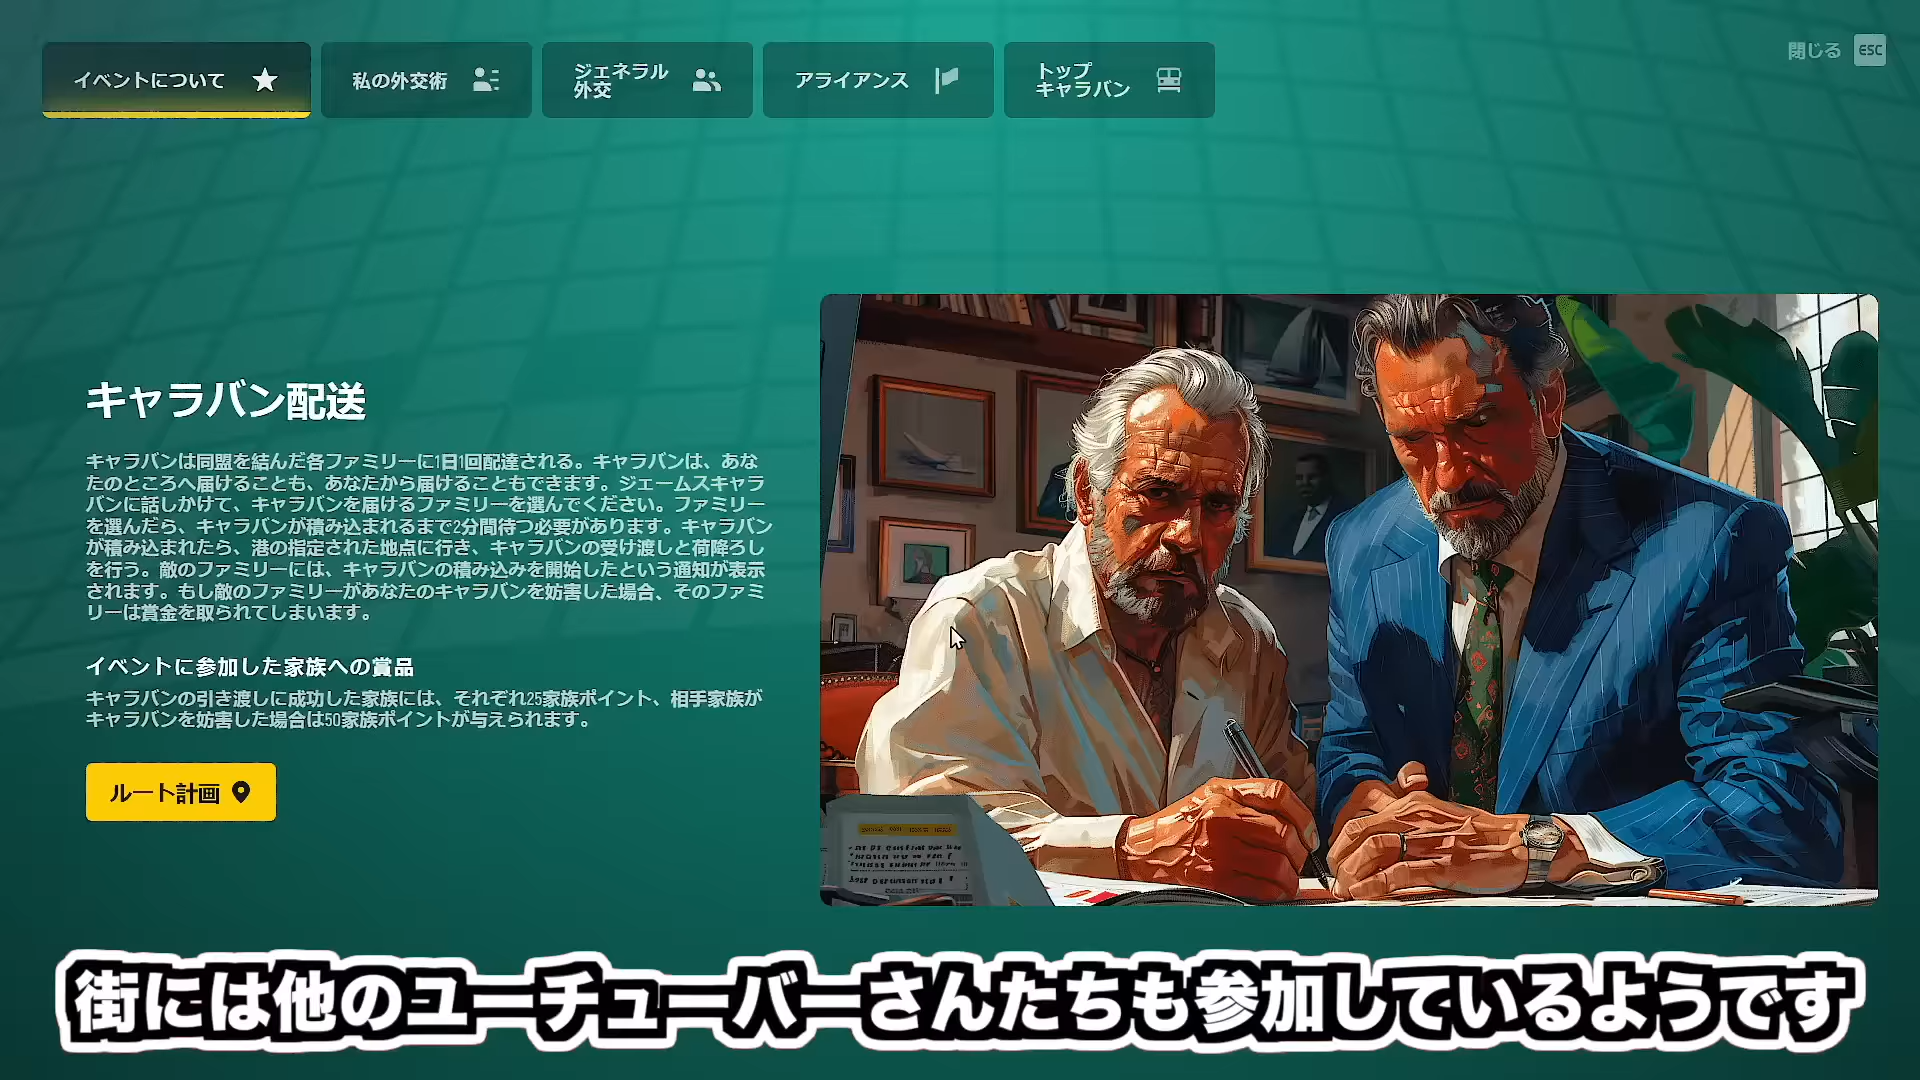 イベントについて
私の外交術
ジェネラル
外交
アライアンス
トップ
キャラバン
閉じる ESC
キャラバン配送
キャラバンは同盟を結んだ各ファミリーに1日1回配達される。キャラバンは、あな
たのところへ届けることも、あなたから届けることもできます。ジェームスキャラ
バンに話しかけて、キャラバンを届けるファミリーを選んでください。ファミリー
を選んだら、キャラバンが積み込まれるまで2分間待つ必要があります。キャラバン
が積み込まれたら、港の指定された地点に行き、キャラバンの受け渡しと荷降ろし
を行う。敵のファミリーには、キャラバンの積み込みを開始したという通知が表示
されます。もし敵のファミリーがあなたのキャラバンを妨害した場合、そのファミ
リーは賞金を取られてしまいます。
イベントに参加した家族への賞品
キャラバンの引き渡しに成功した家族には、それぞれ25家族ポイント、相手家族が
キャラバンを妨害した場合は50家族ポイントが与えられます。
ルート計画
街には他のユーチューバーさんたちも参加しているようです